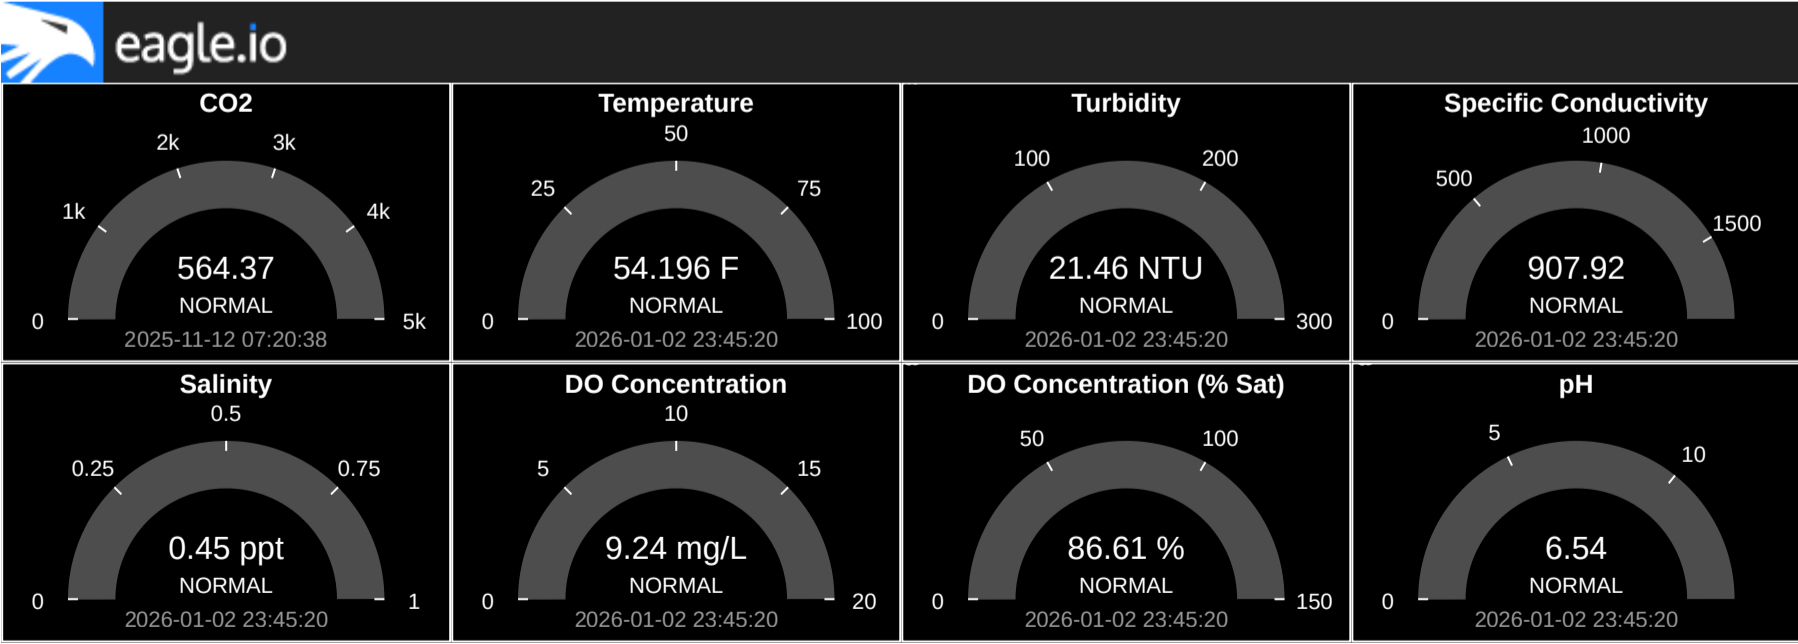 eagle.io
CO2
2k
3k
1k
4k
564.37
NORMAL
0
5k
2025-11-12 07:20:38
Temperature
50
25
75
54.196 F
NORMAL
0
100
2026-01-02 23:45:20
Turbidity
100
200
21.46 NTU
NORMAL
0
300
2026-01-02 23:45:20
Specific Conductivity
1000
500
1500
907.92
NORMAL
0
2026-01-02 23:45:20
Salinity
0.5
0.25
0.75
0.45 ppt
NORMAL
0
1
2026-01-02 23:45:20
DO Concentration
10
5
15
9.24 mg/L
NORMAL
0
20
2026-01-02 23:45:20
DO Concentration (% Sat)
50
100
86.61 %
NORMAL
0
150
2026-01-02 23:45:20
pH
5
10
6.54
NORMAL
0
2026-01-02 23:45:20